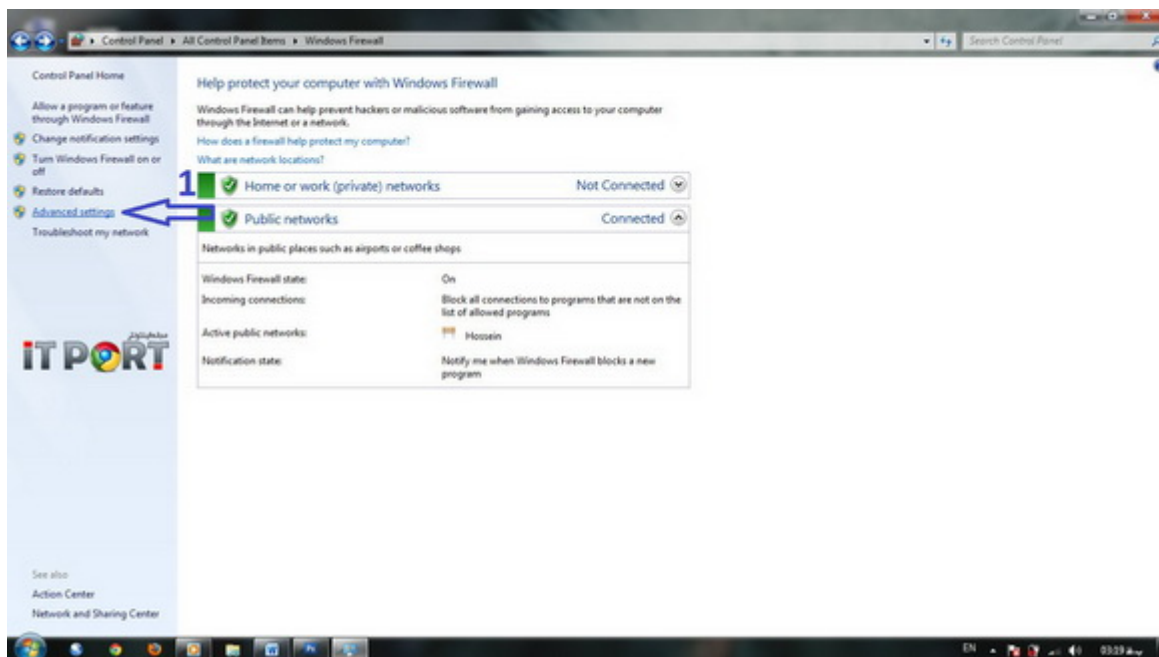 Control Panel ▸ All Control Panel Items ▸ Windows Firewall
Search Control Panel
Control Panel Home
Allow a program or feature
through Windows Firewall
Change notification settings
Turn Windows Firewall on or
off
Restore defaults
Advanced settings
Troubleshoot my network
1
Help protect your computer with Windows Firewall
Windows Firewall can help prevent hackers or malicious software from gaining access to your computer
through the Internet or a network.
How does a firewall help protect my computer?
What are network locations?
Home or work (private) networks Not Connected
Public networks Connected
Networks in public places such as airports or coffee shops
Windows Firewall state: On
Incoming connections: Block all connections to programs that are not on the
list of allowed programs
Active public networks: Hossein
Notification state: Notify me when Windows Firewall blocks a new
program
iT PORT
See also
Action Center
Network and Sharing Center
EN
03:19